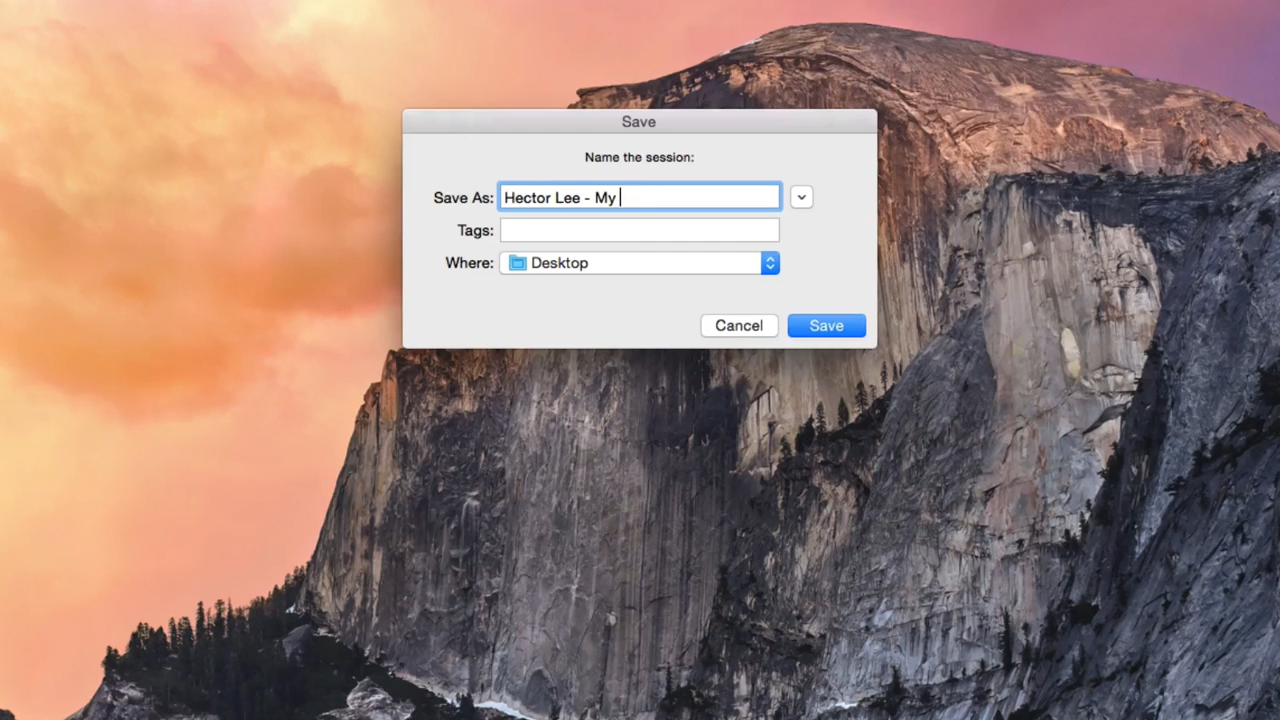 Save
Name the session:
Save As: Hector Lee - My
Tags:
Where: Desktop
Cancel Save